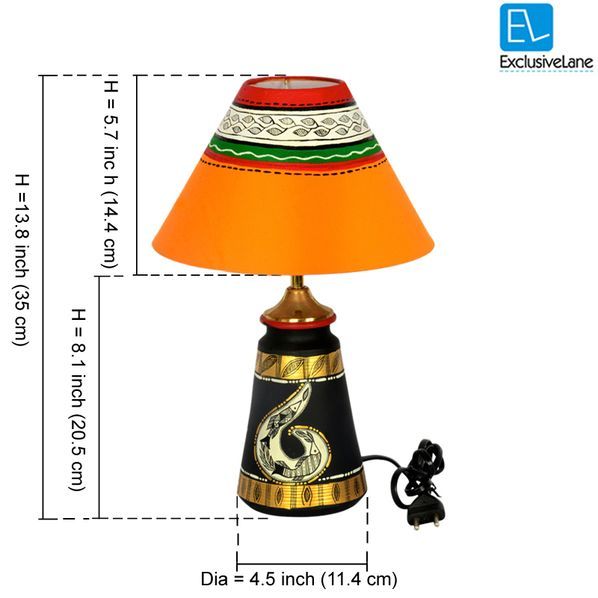 EL
ExclusiveLane
H = 5.7 inc h (14.4 cm)
H =13.8 inch (35 cm)
H = 8.1 inch (20.5 cm)
Dia = 4.5 inch (11.4 cm)